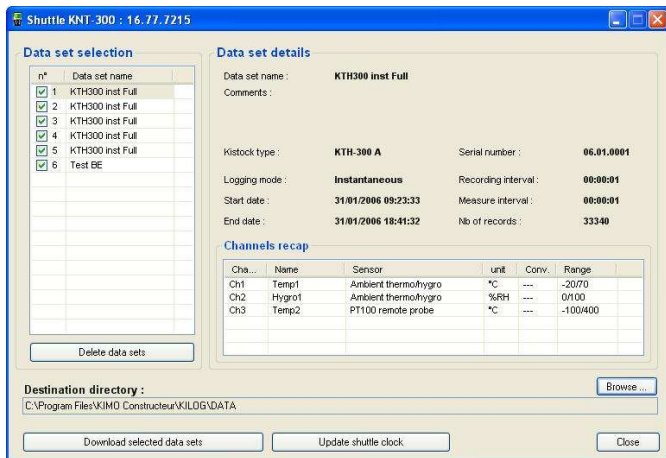 Shuttle KNT-300 : 16.77.7215
Data set selection
n° Data set name
1 KTH300 inst Full
2 KTH300 inst Full
3 KTH300 inst Full
4 KTH300 inst Full
5 KTH300 inst Full
6 Test BE
Delete data sets
Data set details
Data set name : KTH300 inst Full
Comments :
Kistock type : KTH-300 A Serial number : 06.01.0001
Logging mode : Instantaneous Recording interval : 00:00:01
Start date : 31/01/2006 09:23:33 Measure interval : 00:00:01
End date : 31/01/2006 18:41:32 Nb of records : 33340
Channels recap
Cha... Name Sensor unit Conv. Range
Ch1 Temp1 Ambient thermo/hygro °C --- -20/70
Ch2 Hygro1 Ambient thermo/hygro %RH --- 0/100
Ch3 Temp2 PT100 remote probe °C --- -100/400
Destination directory :
Browse ...
C:\Program Files\KIMO Constructeur\KILOG\DATA
Download selected data sets Update shuttle clock Close